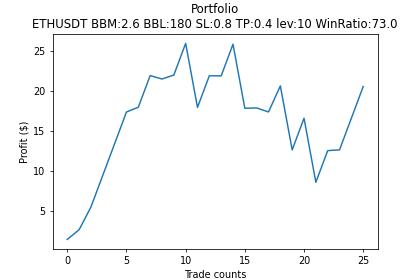 Portfolio
ETHUSDT BBM:2.6 BBL:180 SL:0.8 TP:0.4 lev:10 WinRatio:73.0
25
20
15
10
5
Profit ($)
0 5 10 15 20 25
Trade counts